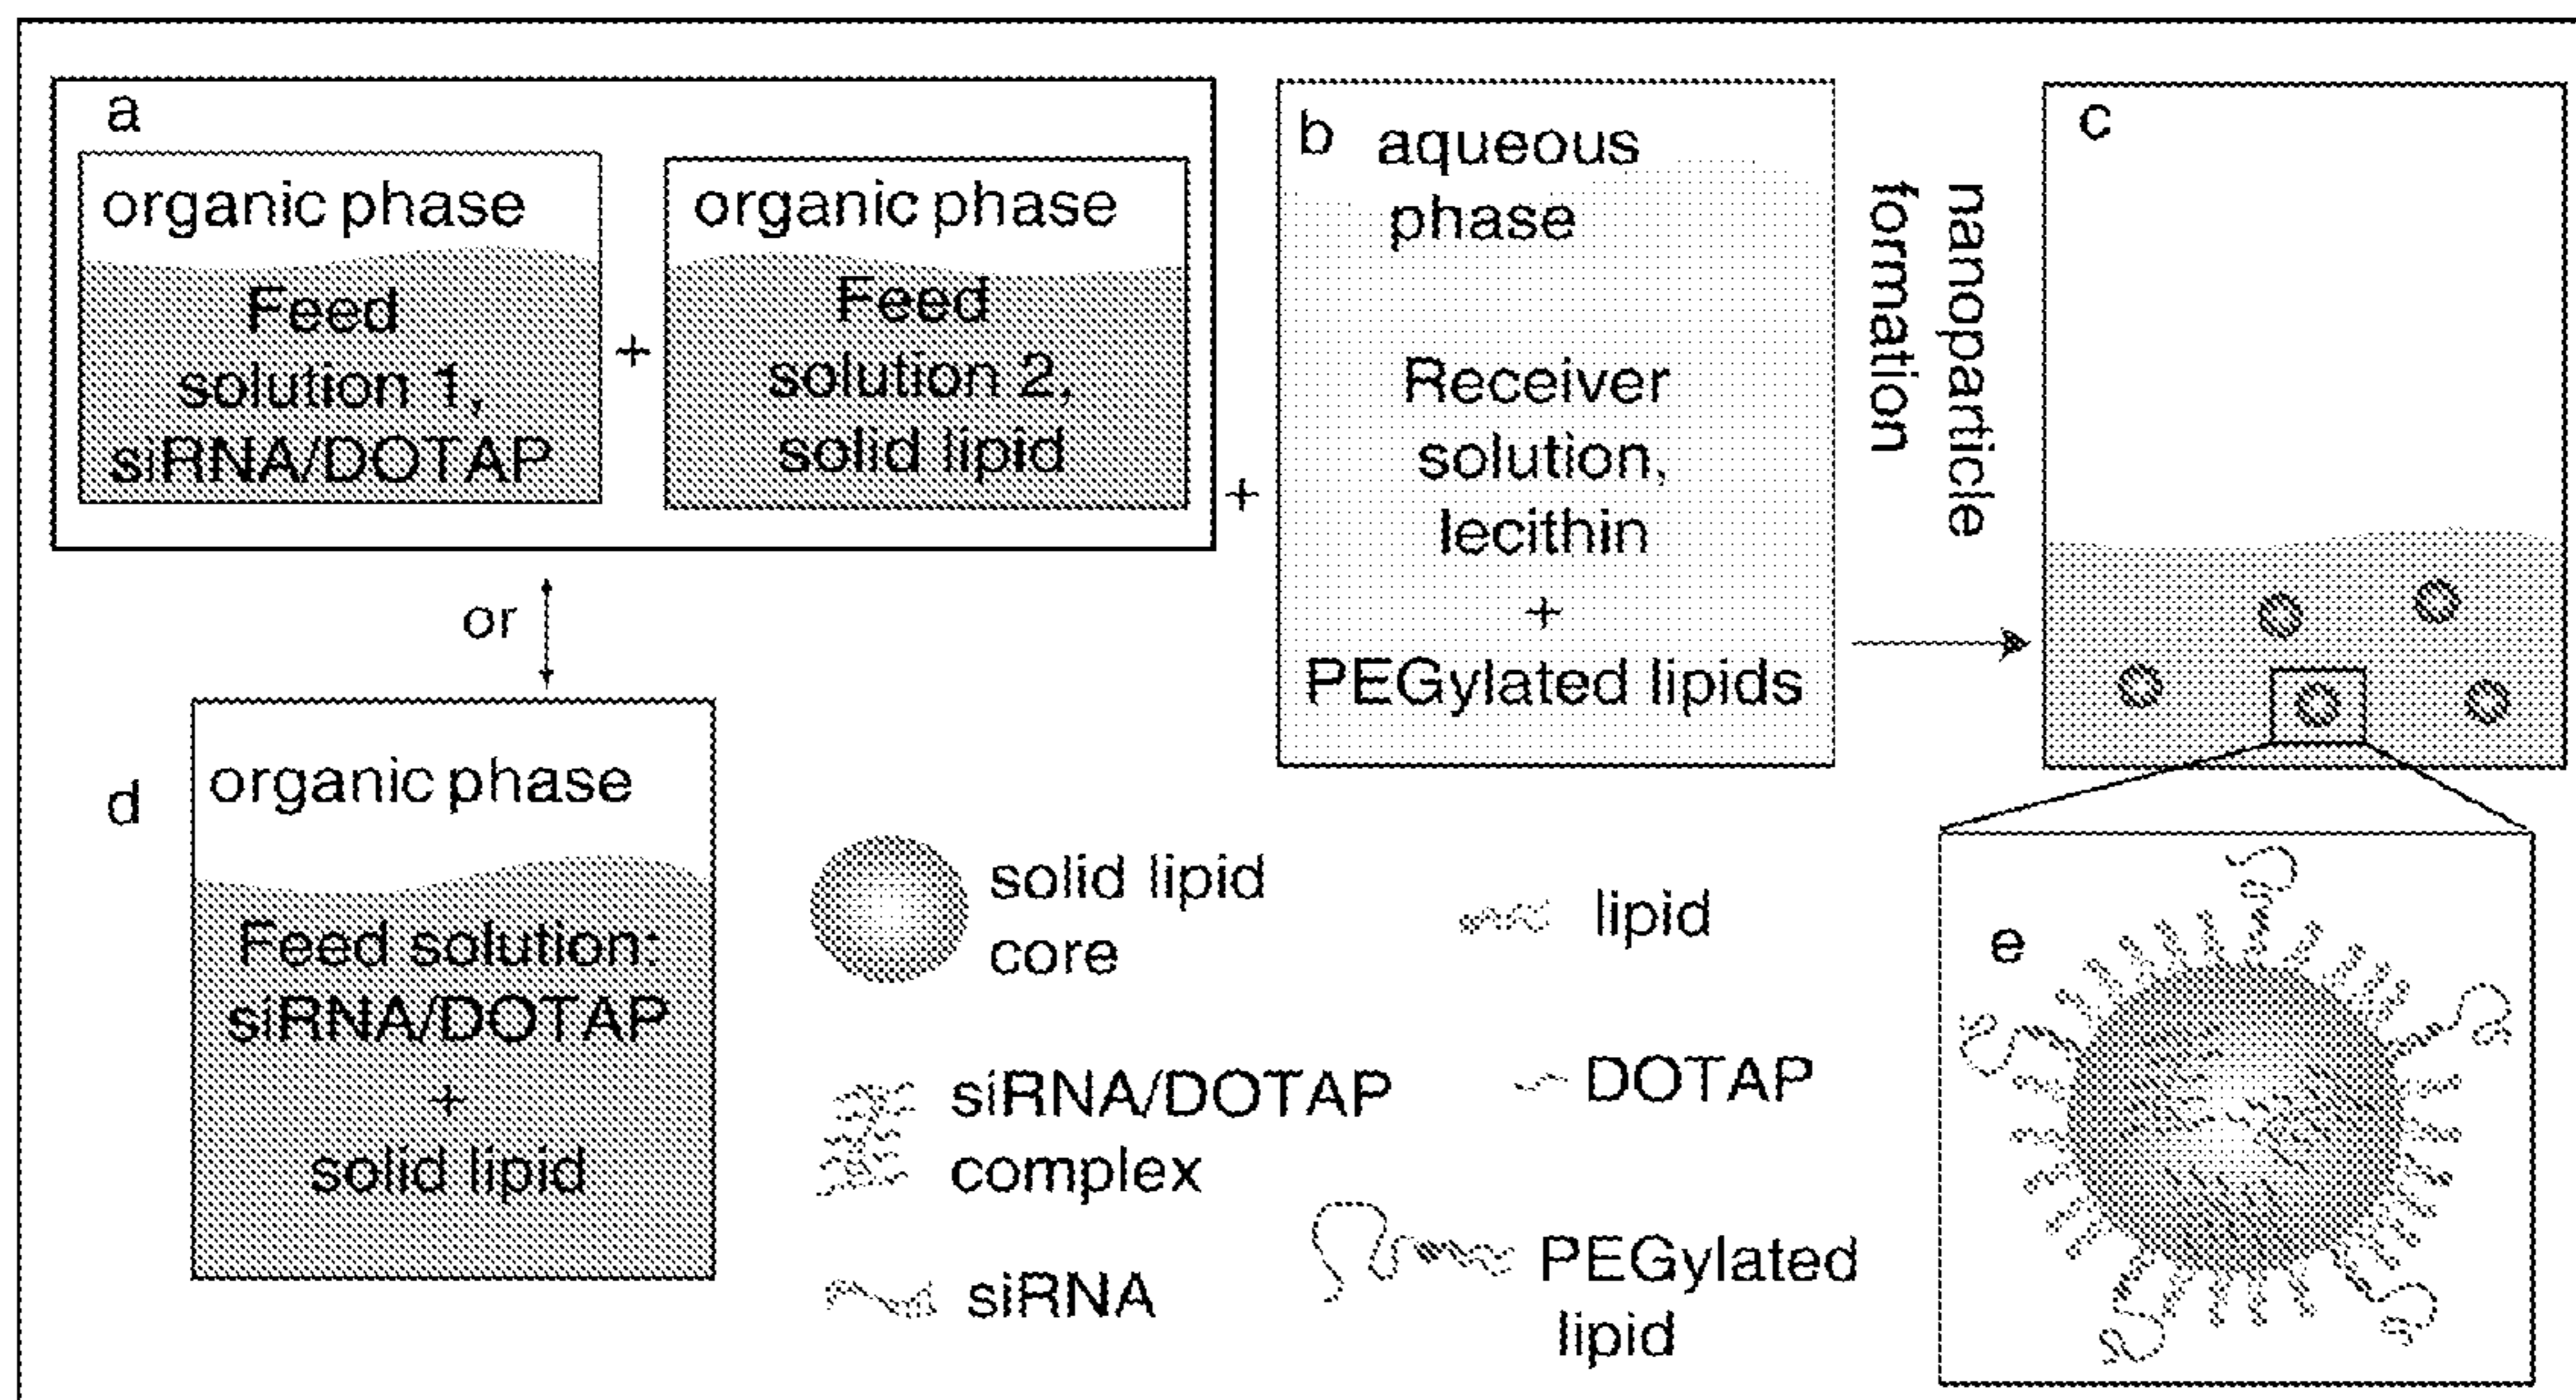 a
organic phase
Feed
solution 1,
siRNA/DOTAP
+
organic phase
Feed
solution 2,
solid lipid
+
b
aqueous
phase
Receiver
solution,
lecithin
+
PEGylated lipids
nanoparticle
formation
c
or
d
organic phase
Feed solution:
siRNA/DOTAP
+
solid lipid
solid lipid
core
lipid
siRNA/DOTAP
complex
DOTAP
siRNA
PEGylated
lipid
e